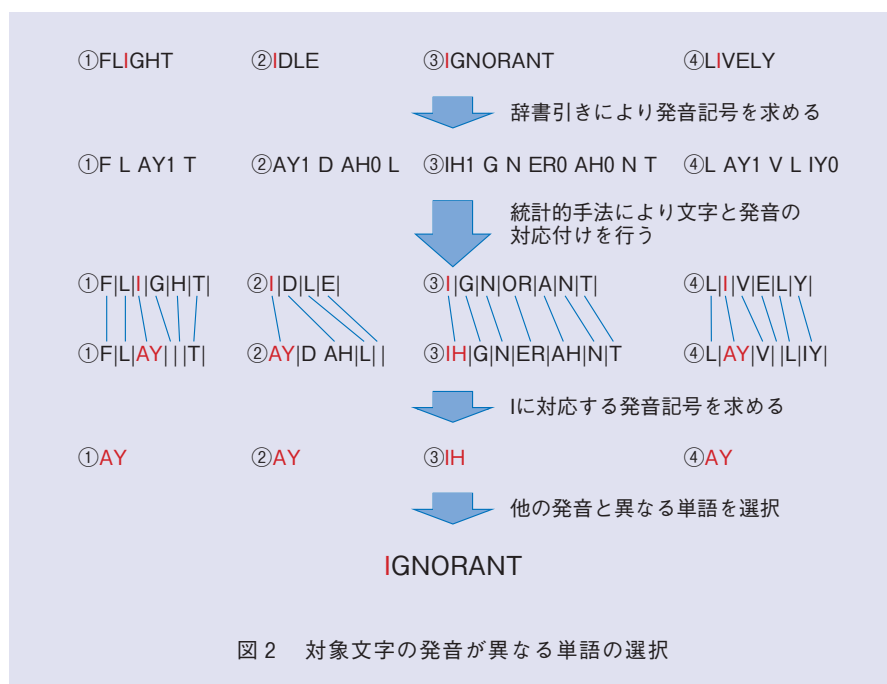 ①FLIGHT ②IDLE ③IGNORANT ④LIVELY
辞書引きにより発音記号を求める
①F L AY1 T ②AY1 D AH0 L ③IH1 G N ER0 AH0 N T ④L AY1 V L IY0
統計的手法により文字と発音の
対応付けを行う
①F|L|I|G|H|T| ②I|D|L|E| ③I|G|N|OR|A|N|T| ④L|I|V|E|L|Y|
①F|L|AY||||T| ②AY|D AH|L|| ③IH|G|N|ER|AH|N|T ④L|AY|V||L|IY|
Iに対応する発音記号を求める
①AY ②AY ③IH ④AY
他の発音と異なる単語を選択
IGNORANT
図2 対象文字の発音が異なる単語の選択